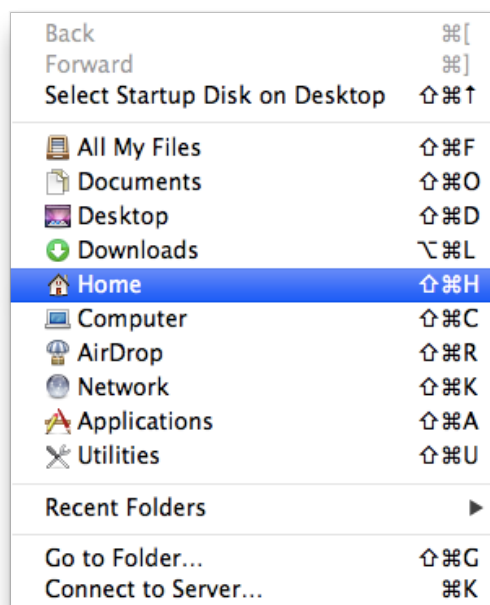 Back ⌘[
Forward ⌘]
Select Startup Disk on Desktop ⇧⌘↑
All My Files ⇧⌘F
Documents ⇧⌘O
Desktop ⇧⌘D
Downloads ⌥⌘L
Home ⇧⌘H
Computer ⇧⌘C
AirDrop ⇧⌘R
Network ⇧⌘K
Applications ⇧⌘A
Utilities ⇧⌘U
Recent Folders ▶
Go to Folder... ⇧⌘G
Connect to Server... ⌘K